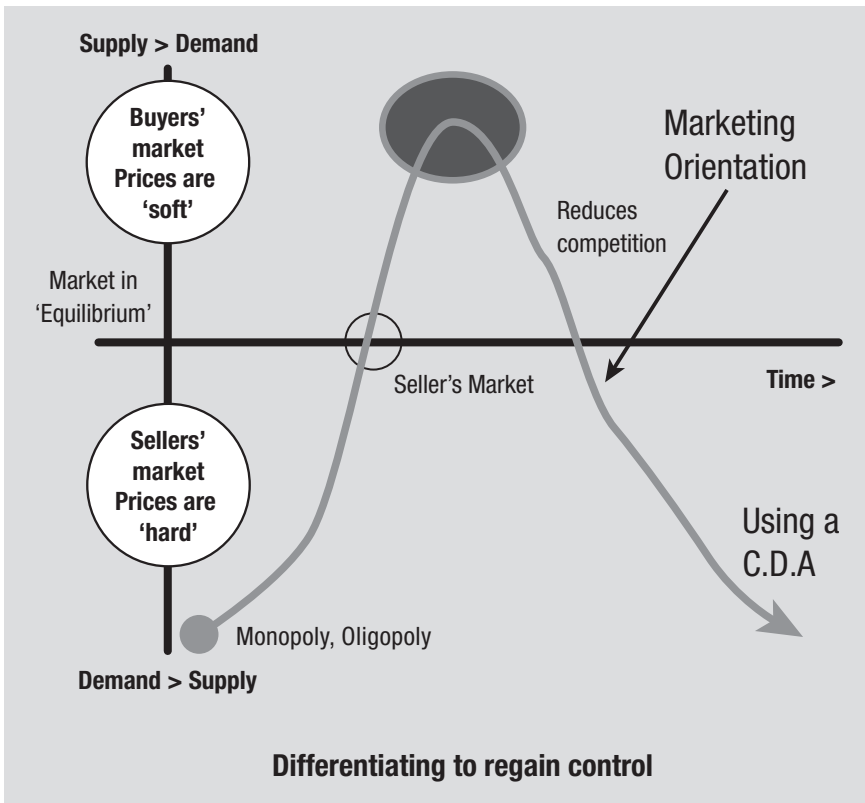 Supply > Demand
Buyers’
market
Prices are
‘soft’
Marketing
Orientation
Reduces
competition
Market in
‘Equilibrium’
Seller’s Market
Time >
Sellers’
market
Prices are
‘hard’
Using a
C.D.A
Monopoly, Oligopoly
Demand > Supply
Differentiating to regain control